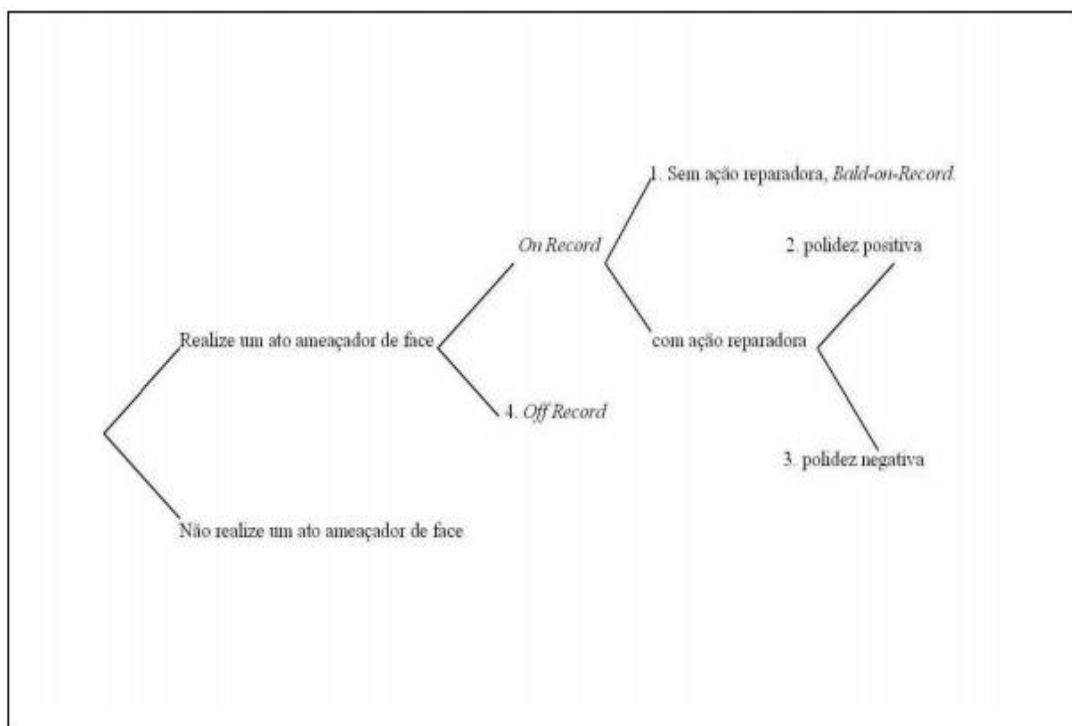 1. Sem ação reparadora, Bald-on-Record.
On Record
2. polidez positiva
Realize um ato ameaçador de face
com ação reparadora
4. Off Record
3. polidez negativa
Não realize um ato ameaçador de face